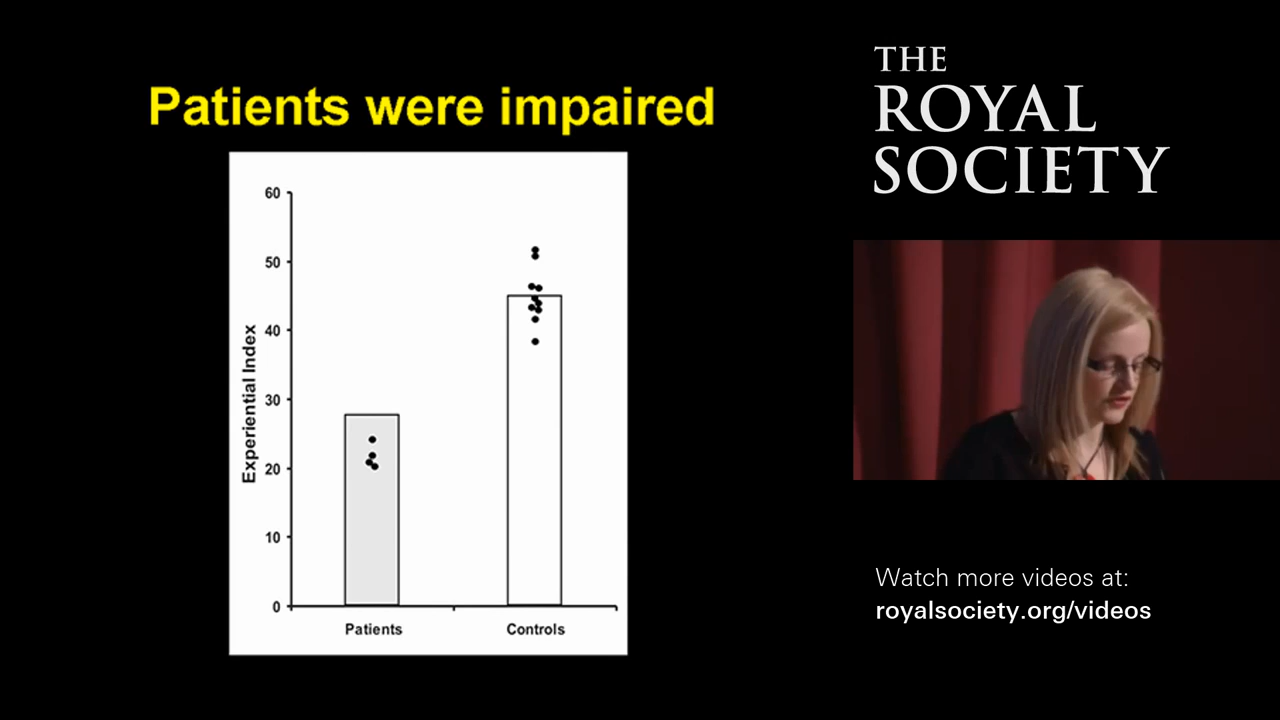 Patients were impaired
60
50
40
30
20
10
0
Experiential Index
Patients Controls
THE
ROYAL
SOCIETY
Watch more videos at:
royalsociety.org/videos